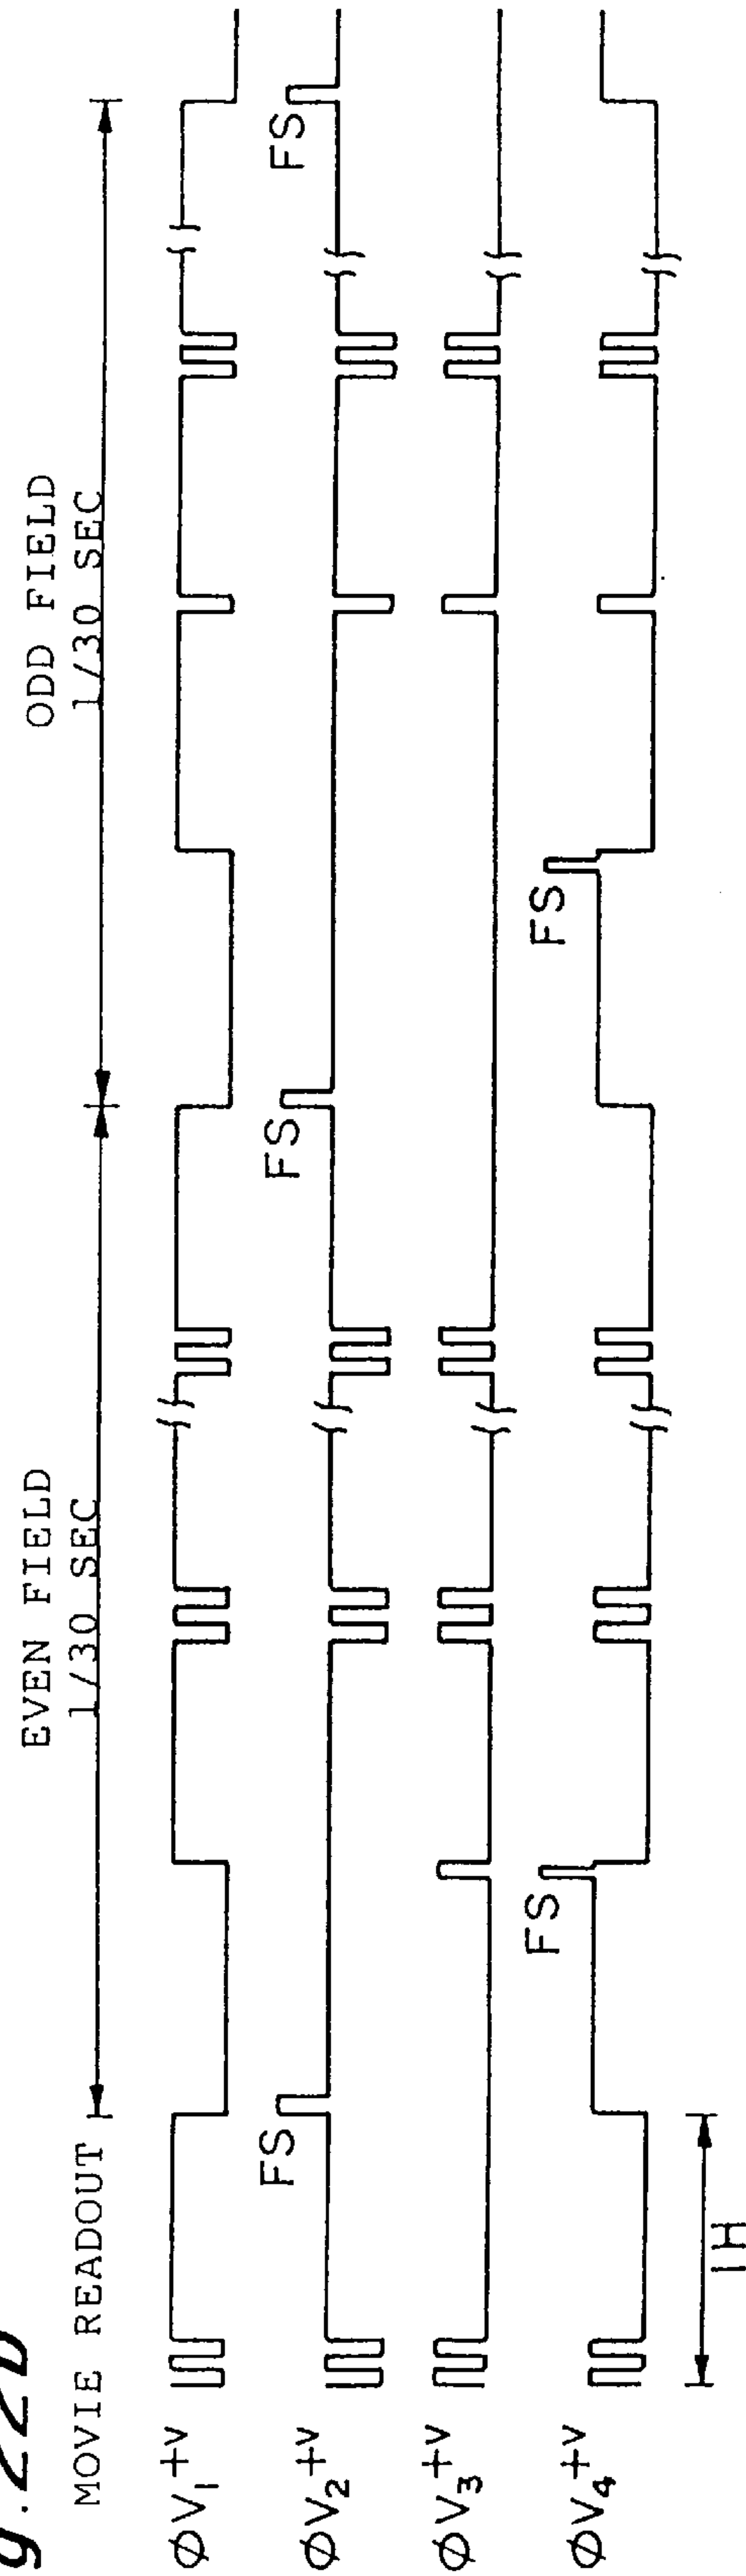 g.22B
MOVIE READOUT
EVEN FIELD
1/30 SEC
ODD FIELD
1/30 SEC
ØV₁+V
ØV₂+V
FS
FS
FS
ØV₃+V
ØV₄+V
FS
FS
1H